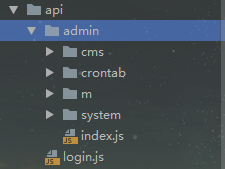 api
admin
cms
crontab
m
system
index.js
login.js